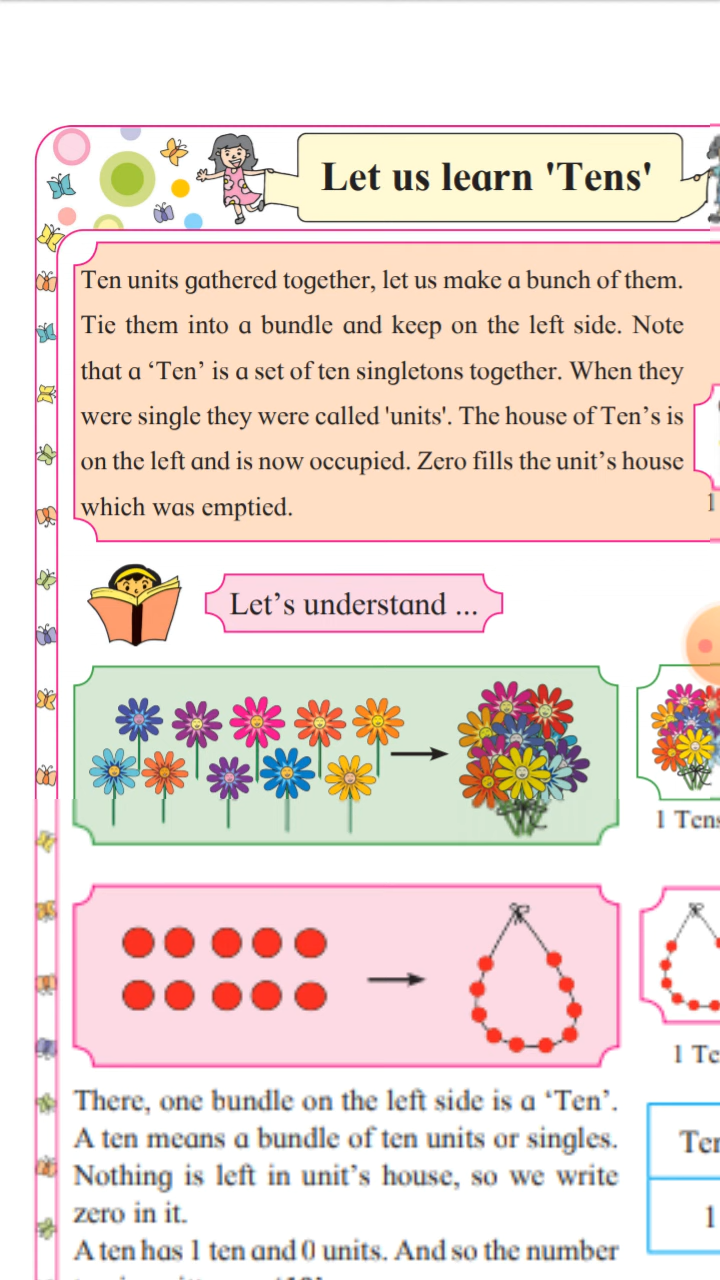 Let us learn 'Tens'
Ten units gathered together, let us make a bunch of them.
Tie them into a bundle and keep on the left side. Note
that a ‘Ten’ is a set of ten singletons together. When they
were single they were called 'units'. The house of Ten’s is
on the left and is now occupied. Zero fills the unit’s house
which was emptied.
1
Let’s understand ...
1 Tens
1 Te
There, one bundle on the left side is a ‘Ten’.
A ten means a bundle of ten units or singles.
Nothing is left in unit’s house, so we write
zero in it.
Ten
1
A ten has 1 ten and 0 units. And so the number